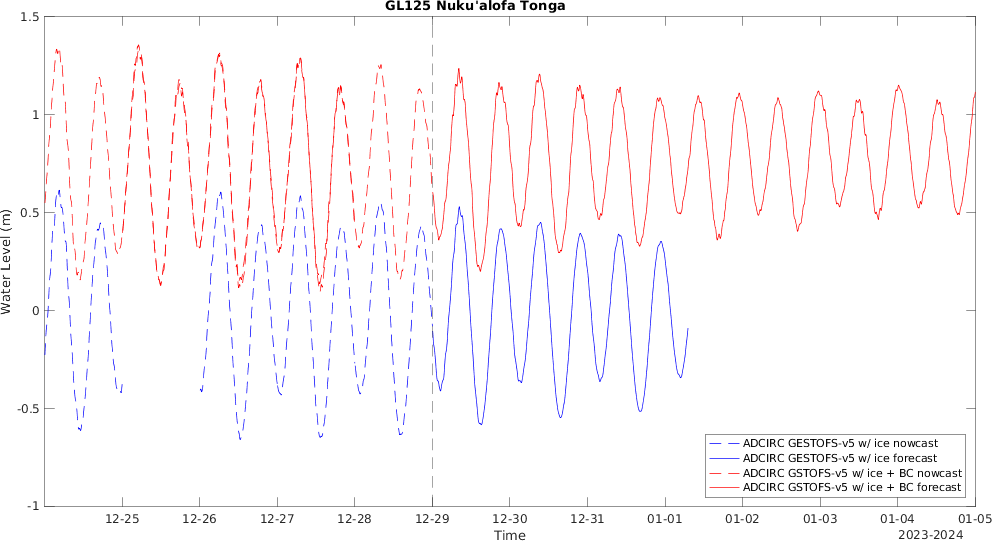 GL125 Nuku'alofa Tonga
1.5
1
0.5
0
-0.5
-1
Water Level (m)
12-25 12-26 12-27 12-28 12-29 12-30 12-31 01-01 01-02 01-03 01-04 01-05
Time
2023-2024
ADCIRC GESTOFS-v5 w/ ice nowcast
ADCIRC GESTOFS-v5 w/ ice forecast
ADCIRC GSTOFS-v5 w/ ice + BC nowcast
ADCIRC GSTOFS-v5 w/ ice + BC forecast